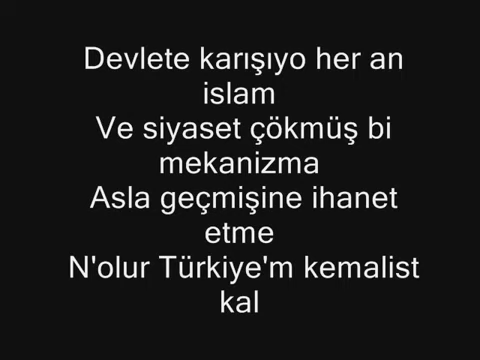 Devlete karışıyo her an
islam
Ve siyaset çökmüş bi
mekanizma
Asla geçmişine ihanet
etme
N'olur Türkiye'm kemalist
kal